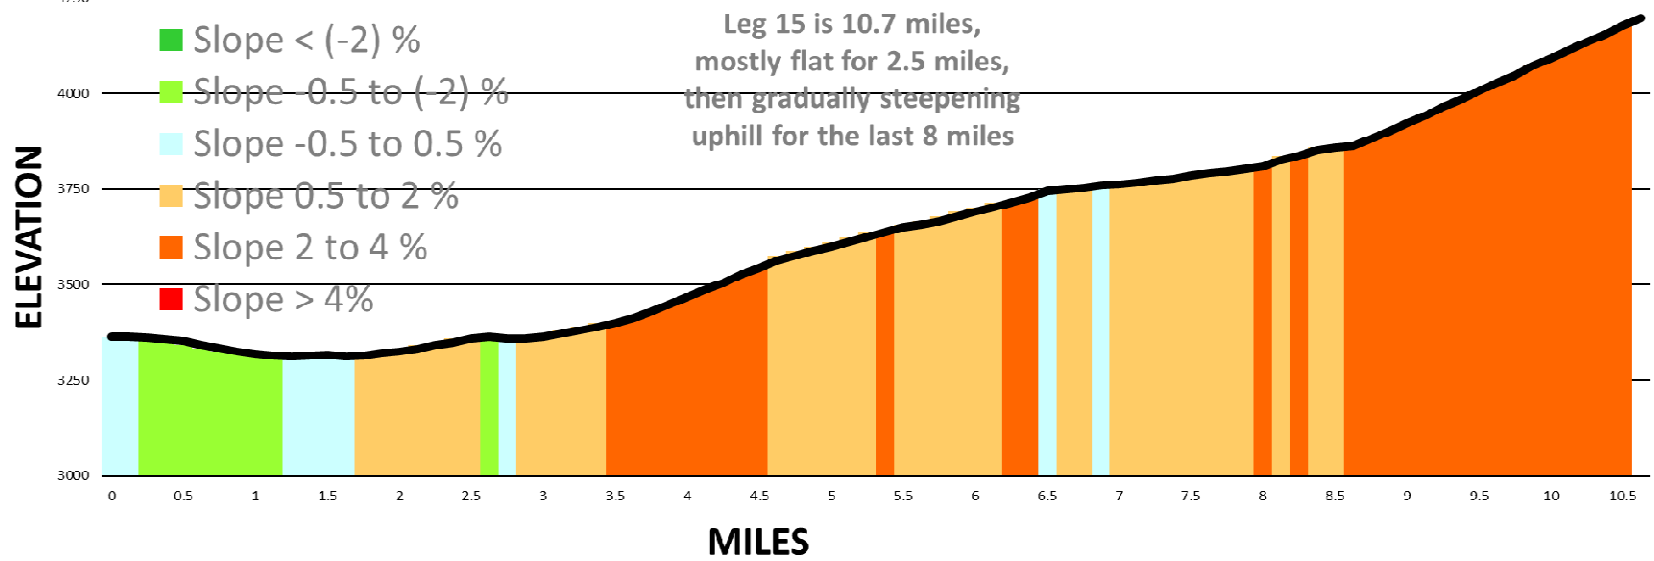 Leg 15 is 10.7 miles,
mostly flat for 2.5 miles,
then gradually steepening
uphill for the last 8 miles
Slope < (-2) %
Slope -0.5 to (-2) %
Slope -0.5 to 0.5 %
Slope 0.5 to 2 %
Slope 2 to 4 %
Slope > 4%
ELEVATION
4000
3750
3500
3250
3000
0 0.5 1 1.5 2 2.5 3 3.5 4 4.5 5 5.5 6 6.5 7 7.5 8 8.5 9 9.5 10 10.5
MILES